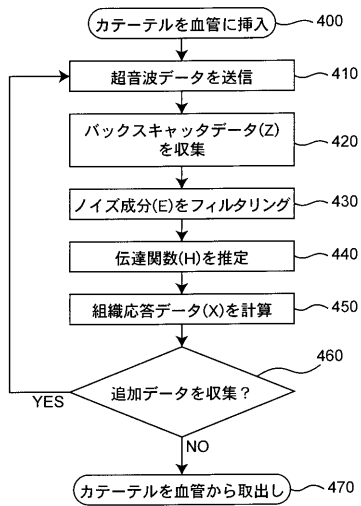 カテーテルを血管に挿入 400
超音波データを送信 410
バックスキャッタデータ(Z)
を収集 420
ノイズ成分(E)をフィルタリング 430
伝達関数(H)を推定 440
組織応答データ(X)を計算 450
460
追加データを収集？
YES
NO
カテーテルを血管から取出し 470